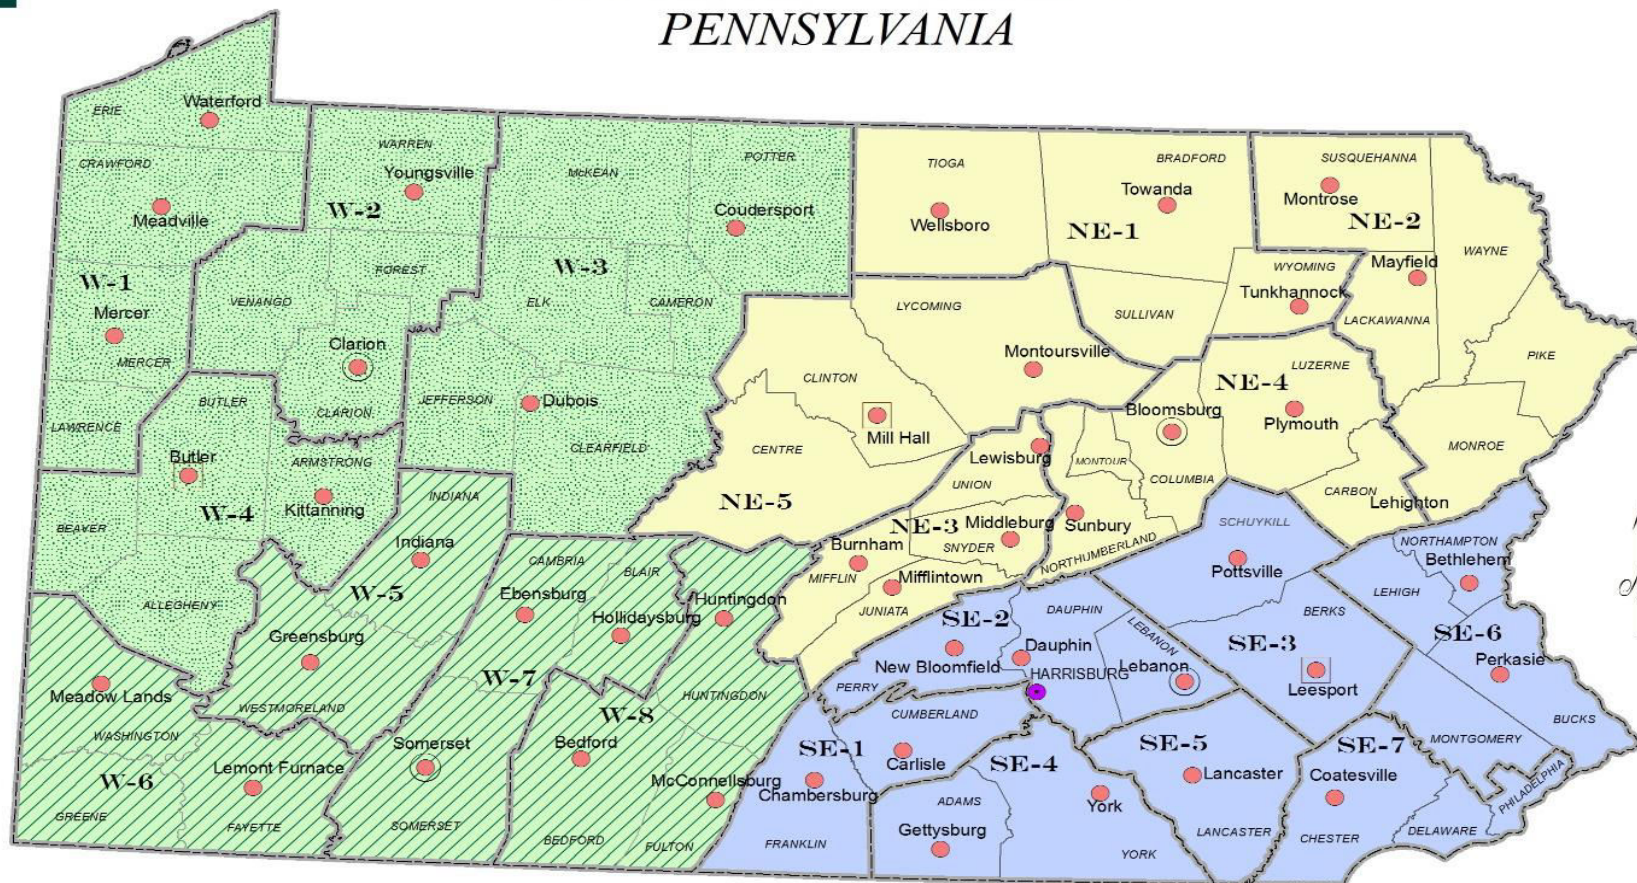 PENNSYLVANIA
ERIE
Waterford
CRAWFORD
Meadville
W-1
Mercer
MERCER
LAWRENCE
WARREN
Youngsville
W-2
FOREST
VENANGO
Clarion
CLARION
McKEAN
POTTER
Coudersport
W-3
ELK
CAMERON
JEFFERSON
Dubois
CLEARFIELD
BUTLER
Butler
ARMSTRONG
W-4
Kittanning
BEAVER
ALLEGHENY
INDIANA
Indiana
W-5
Greensburg
WESTMORELAND
Meadow Lands
WASHINGTON
W-6
Lemont Furnace
GREENE
FAYETTE
CAMBRIA
BLAIR
Ebensburg
Hollidaysburg
W-7
Somerset
SOMERSET
Huntingdon
HUNTINGDON
W-8
Bedford
McConnellsburg
BEDFORD
FULTON
TIOGA
BRADFORD
Towanda
Wellsboro
NE-1
WYOMING
Tunkhannock
SULLIVAN
SUSQUEHANNA
Montrose
NE-2
WAYNE
Mayfield
LACKAWANNA
PIKE
MONROE
LYCOMING
Montoursville
CLINTON
Mill Hall
CENTRE
NE-5
LUZERNE
NE-4
Bloomsburg
Plymouth
MONTOUR
COLUMBIA
CARBON
Lehighton
Lewisburg
UNION
NE-3
Middleburg
Sunbury
SNYDER
NORTHUMBERLAND
Burnham
MIFFLIN
Mifflintown
JUNIATA
SCHUYKILL
Pottsville
NORTHAMPTON
Bethlehem
LEHIGH
BERKS
SE-6
Perkasie
SE-3
Leesport
BUCKS
MONTGOMERY
DAUPHIN
SE-2
LEBANON
Dauphin
New Bloomfield
HARRISBURG
Lebanon
PERRY
CUMBERLAND
SE-1
Carlisle
Chambersburg
FRANKLIN
SE-4
ADAMS
York
Gettysburg
YORK
SE-5
Lancaster
LANCASTER
SE-7
Coatesville
CHESTER
DELAWARE
PHILADELPHIA